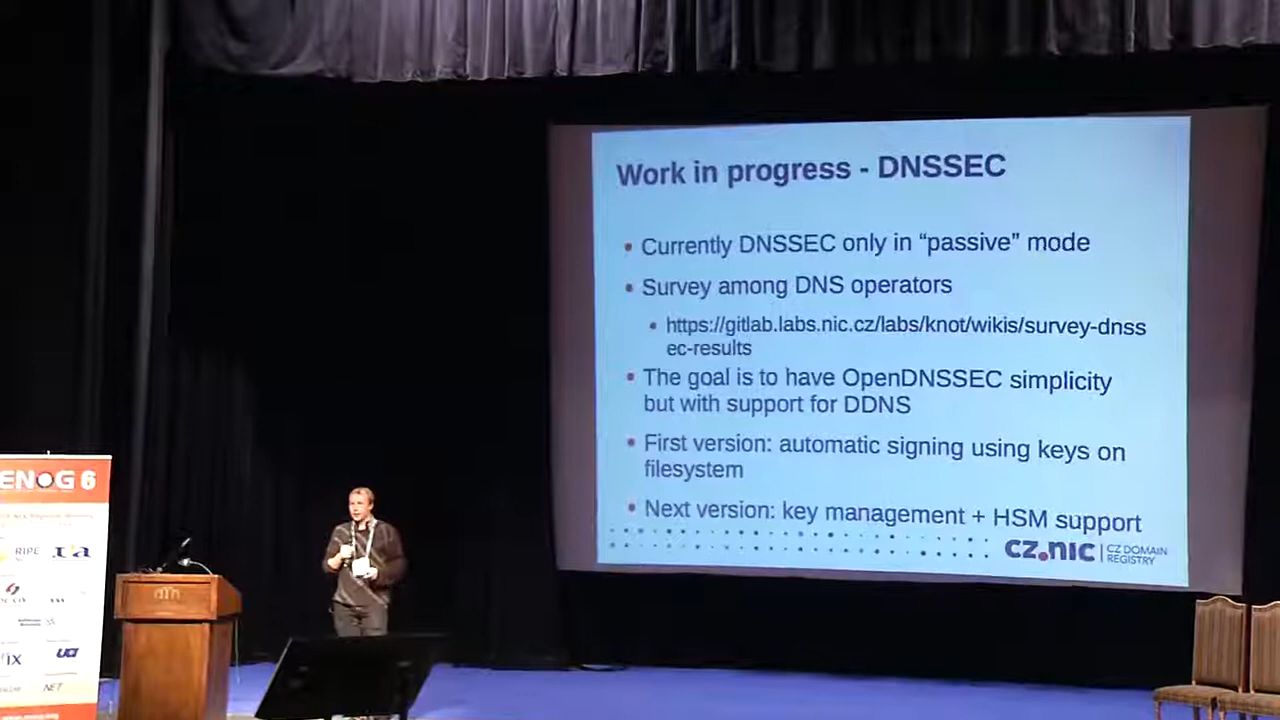 Work in progress - DNSSEC
Currently DNSSEC only in “passive” mode
Survey among DNS operators
https://gitlab.labs.nic.cz/labs/knot/wikis/survey-dnss
ec-results
The goal is to have OpenDNSSEC simplicity
but with support for DDNS
First version: automatic signing using keys on
filesystem
Next version: key management + HSM support
cz.nic
CZ DOMAIN
REGISTRY
ENOG 6
RIPE
NET